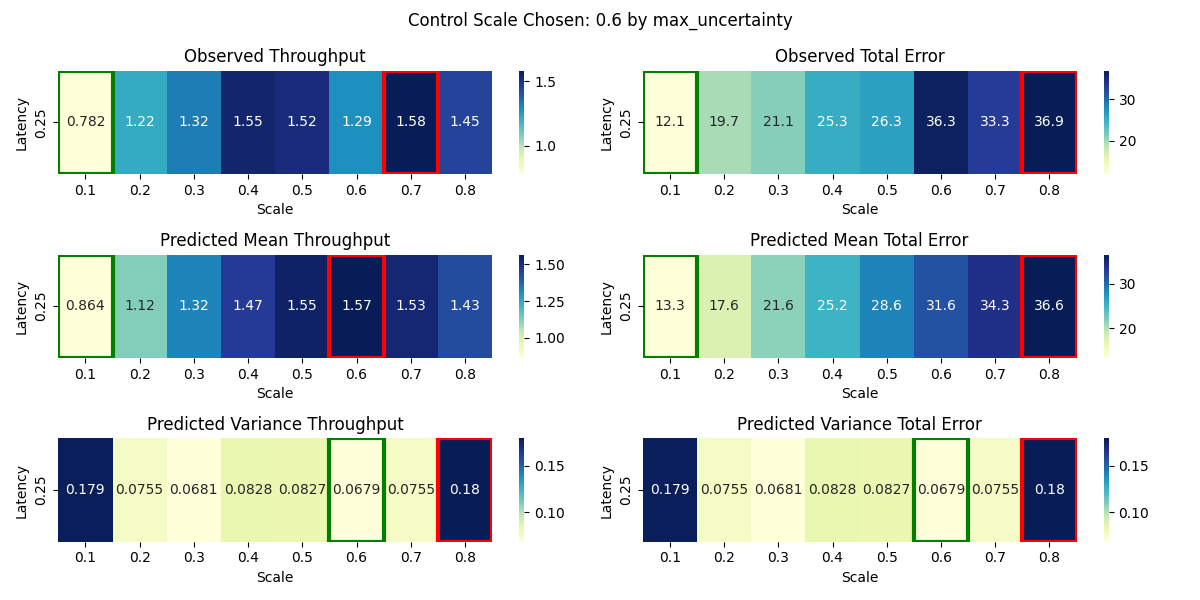 Control Scale Chosen: 0.6 by max_uncertainty
Observed Throughput
Latency
0.25
0.782 1.22 1.32 1.55 1.52 1.29 1.58 1.45
0.1 0.2 0.3 0.4 0.5 0.6 0.7 0.8
Scale
1.5
1.0
Observed Total Error
Latency
0.25
12.1 19.7 21.1 25.3 26.3 36.3 33.3 36.9
0.1 0.2 0.3 0.4 0.5 0.6 0.7 0.8
Scale
30
20
Predicted Mean Throughput
Latency
0.25
0.864 1.12 1.32 1.47 1.55 1.57 1.53 1.43
0.1 0.2 0.3 0.4 0.5 0.6 0.7 0.8
Scale
1.50
1.25
1.00
Predicted Mean Total Error
Latency
0.25
13.3 17.6 21.6 25.2 28.6 31.6 34.3 36.6
0.1 0.2 0.3 0.4 0.5 0.6 0.7 0.8
Scale
30
20
Predicted Variance Throughput
Latency
0.25
0.179 0.0755 0.0681 0.0828 0.0827 0.0679 0.0755 0.18
0.1 0.2 0.3 0.4 0.5 0.6 0.7 0.8
Scale
0.15
0.10
Predicted Variance Total Error
Latency
0.25
0.179 0.0755 0.0681 0.0828 0.0827 0.0679 0.0755 0.18
0.1 0.2 0.3 0.4 0.5 0.6 0.7 0.8
Scale
0.15
0.10